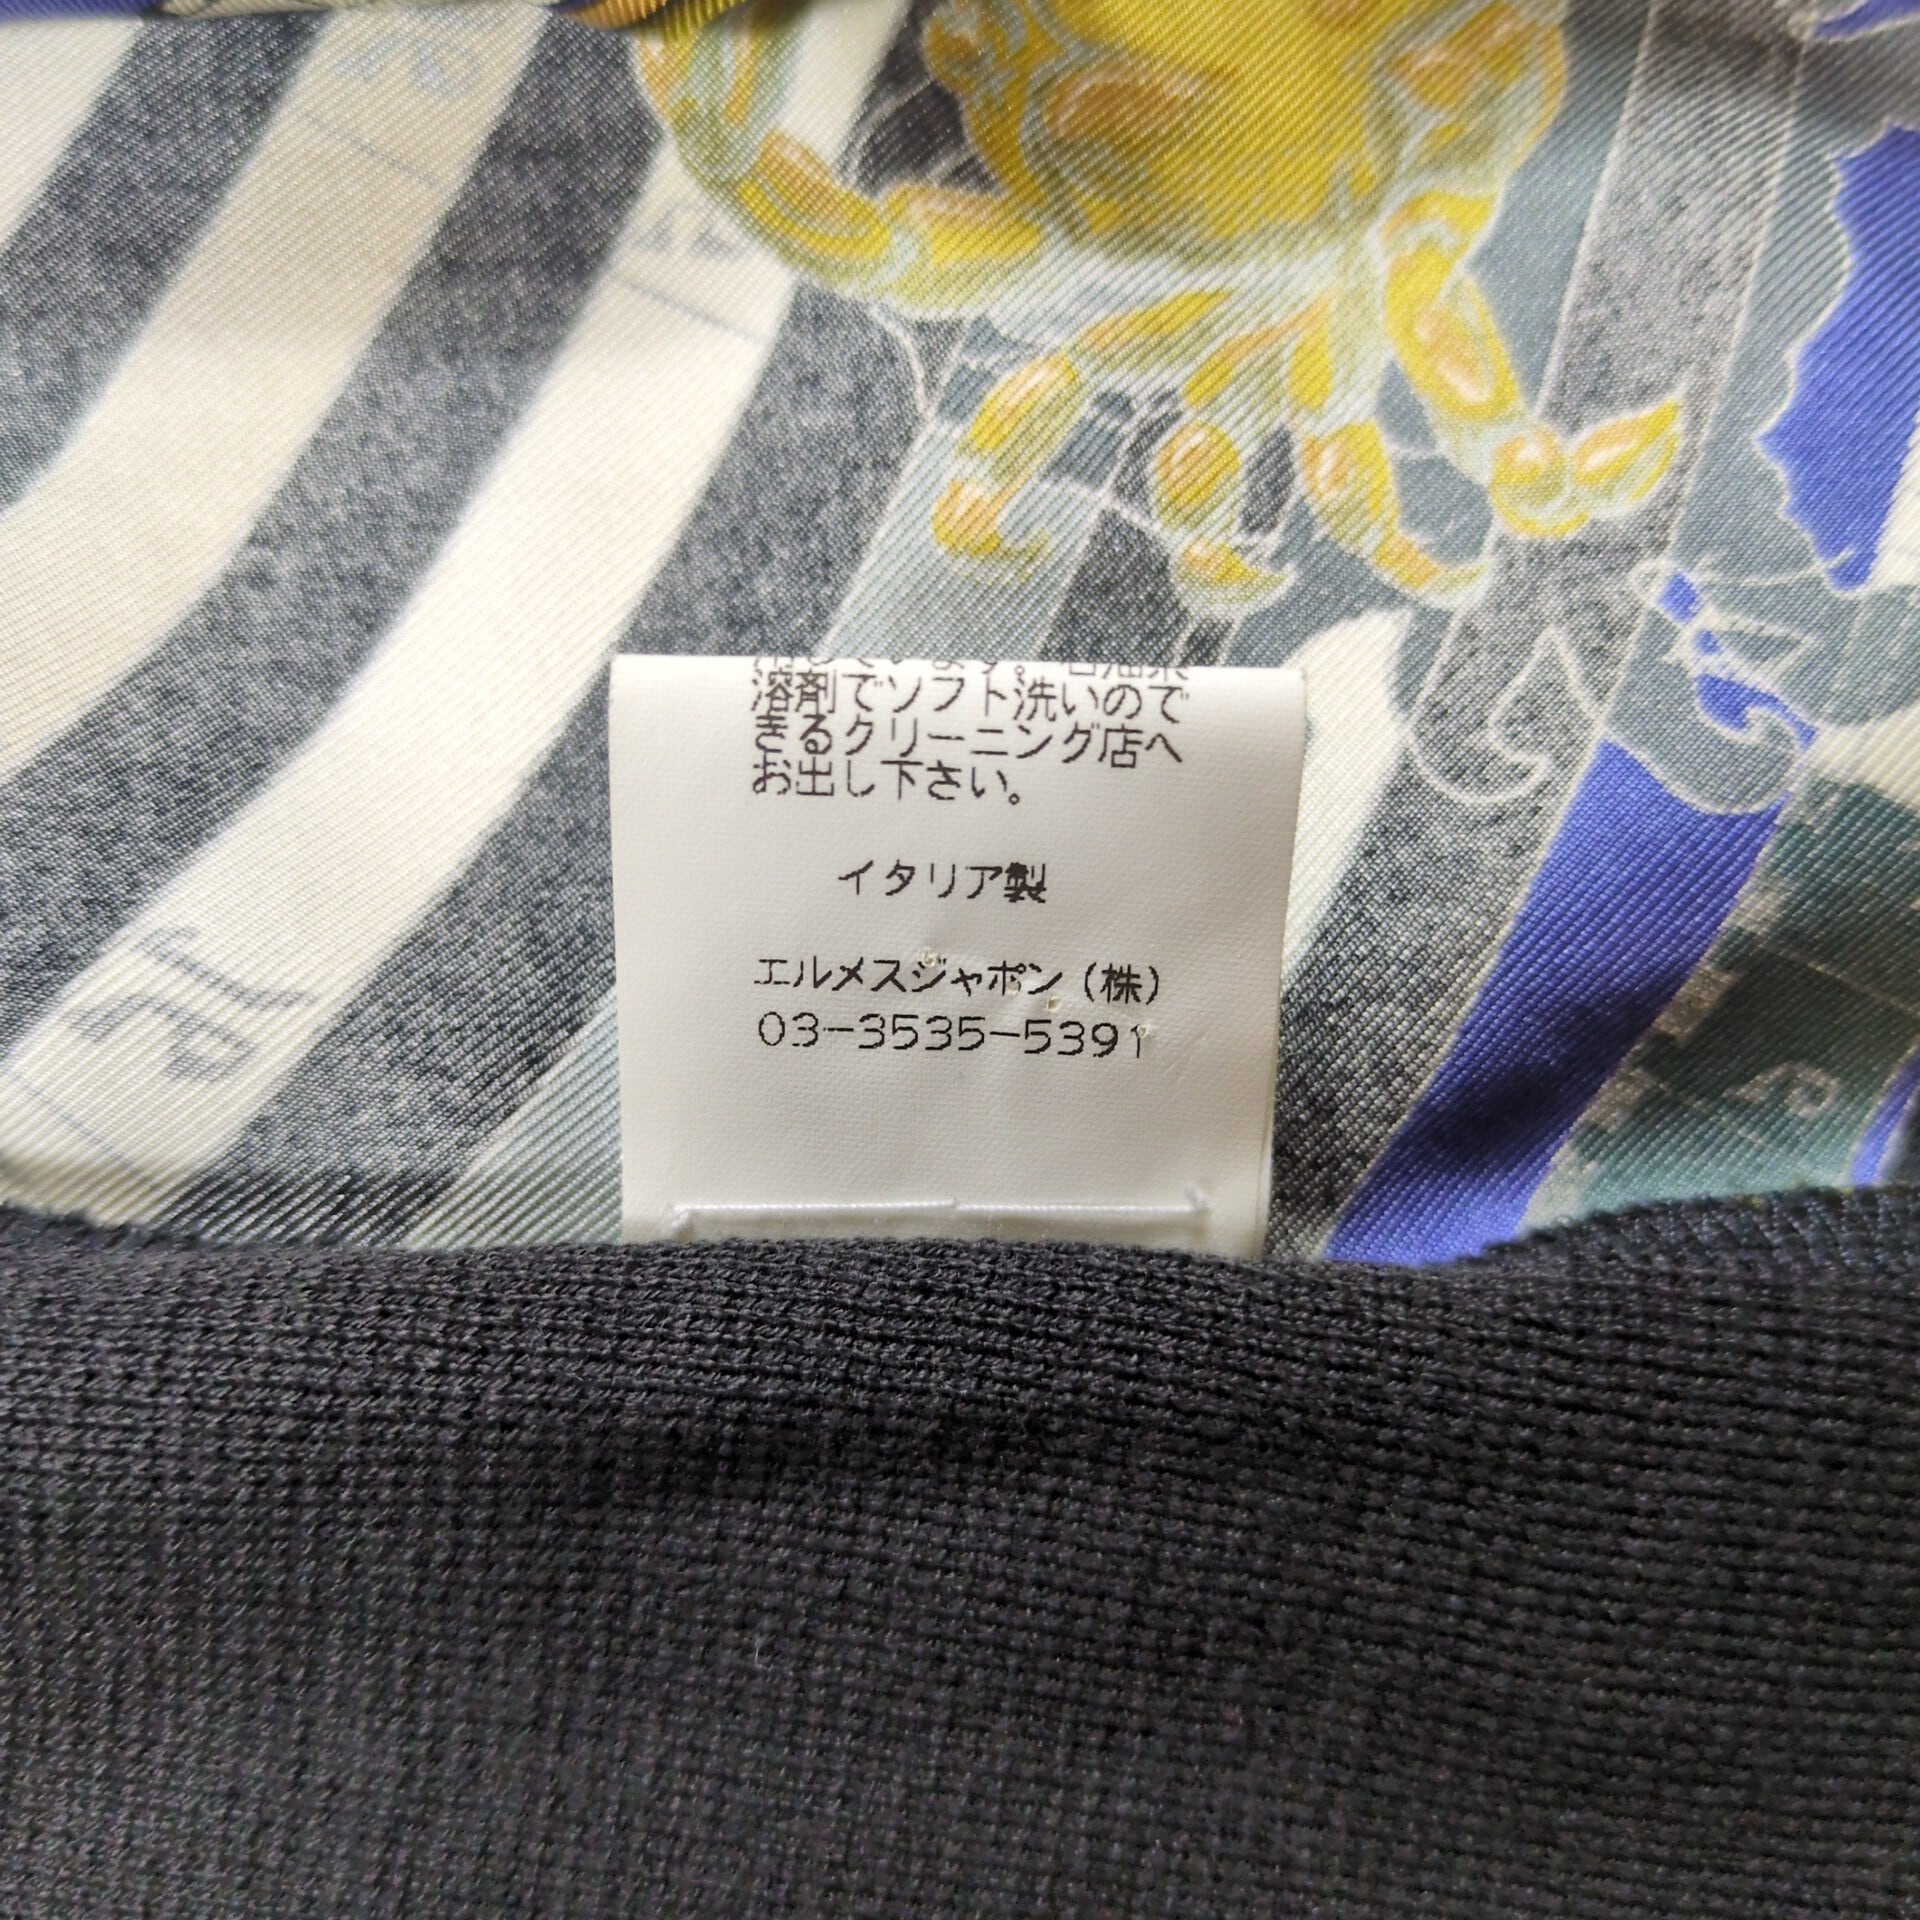 溶剤でソフト洗いので
きるクリーニング店へ
お出し下さい。
イタリア製
エルメスジャポン（株）
03-3535-5391